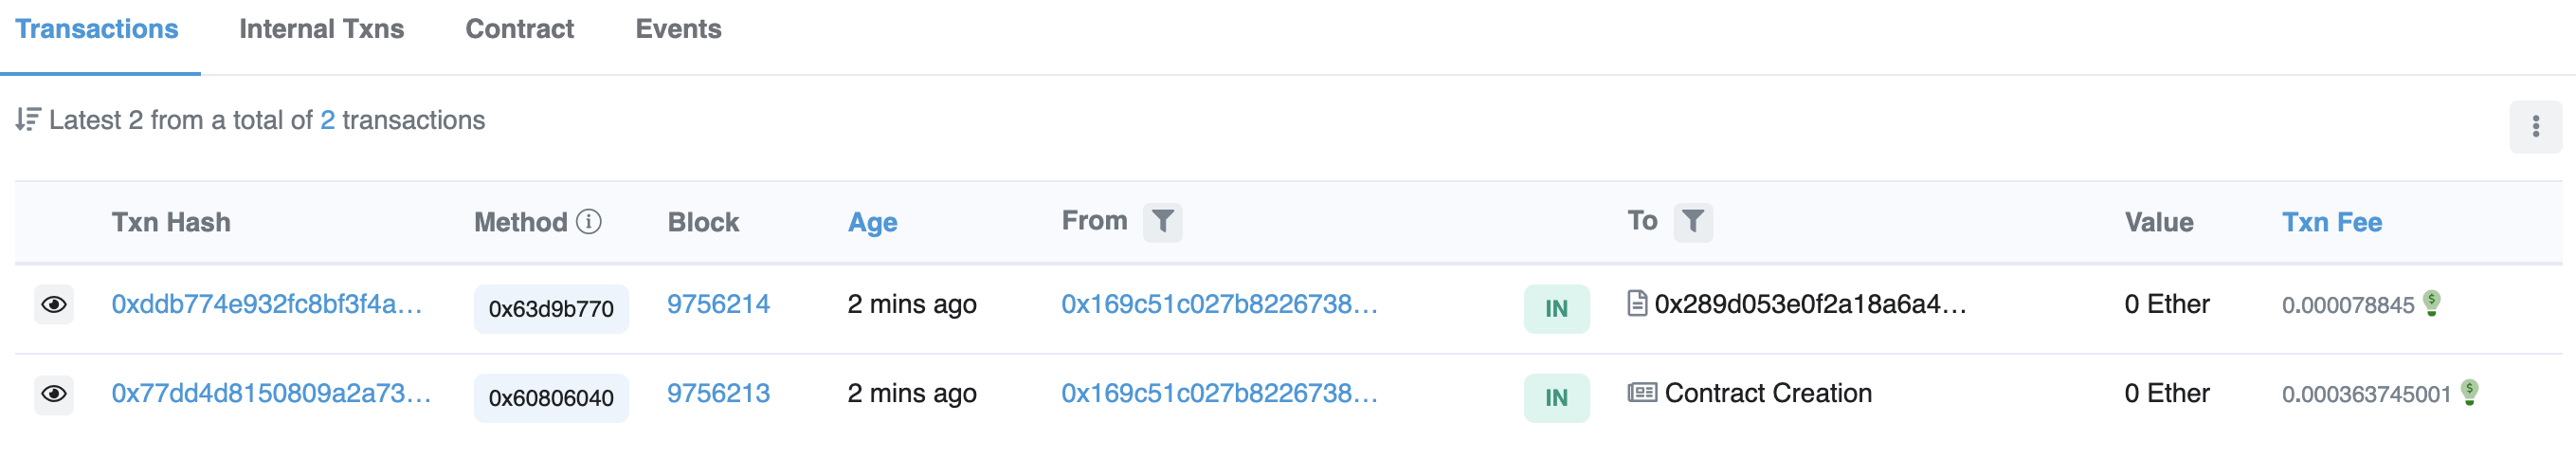 Transactions Internal Txns Contract Events
Latest 2 from a total of 2 transactions
Txn Hash Method Block Age From To Value Txn Fee
0xddb774e932fc8bf3f4a... 0x63d9b770 9756214 2 mins ago 0x169c51c027b8226738... IN 0x289d053e0f2a18a6a4... 0 Ether 0.000078845
0x77dd4d8150809a2a73... 0x60806040 9756213 2 mins ago 0x169c51c027b8226738... IN Contract Creation 0 Ether 0.000363745001